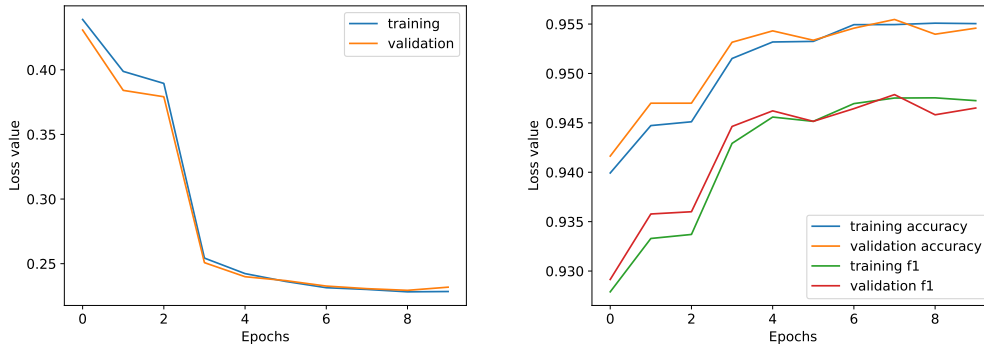 training
validation
0.40
0.35
0.30
0.25
Loss value
0 2 4 6 8
Epochs
0.955
0.950
0.945
0.940
0.935
0.930
Loss value
training accuracy
validation accuracy
training f1
validation f1
0 2 4 6 8
Epochs